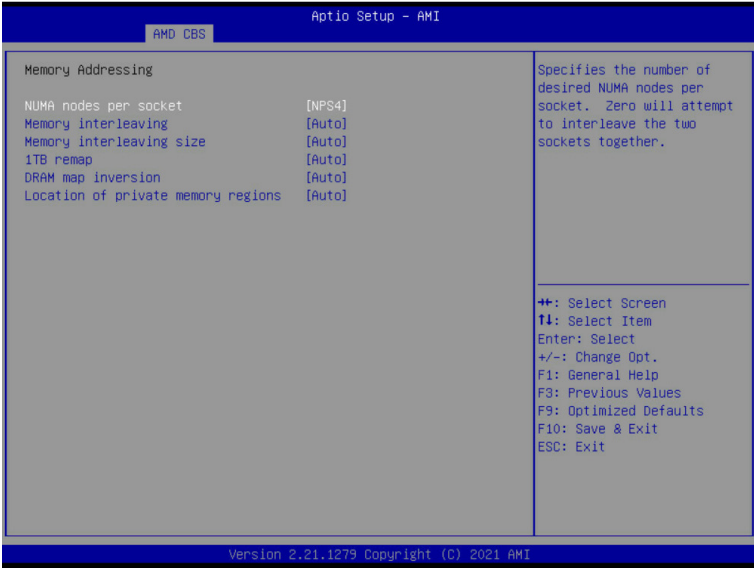 Aptio Setup – AMI
AMD CBS
Memory Addressing
NUMA nodes per socket [NPS4]
Memory interleaving [Auto]
Memory interleaving size [Auto]
1TB remap [Auto]
DRAM map inversion [Auto]
Location of private memory regions [Auto]
Specifies the number of
desired NUMA nodes per
socket. Zero will attempt
to interleave the two
sockets together.
→←: Select Screen
↑↓: Select Item
Enter: Select
+/-: Change Opt.
F1: General Help
F3: Previous Values
F9: Optimized Defaults
F10: Save & Exit
ESC: Exit
Version 2.21.1279 Copyright (C) 2021 AMI